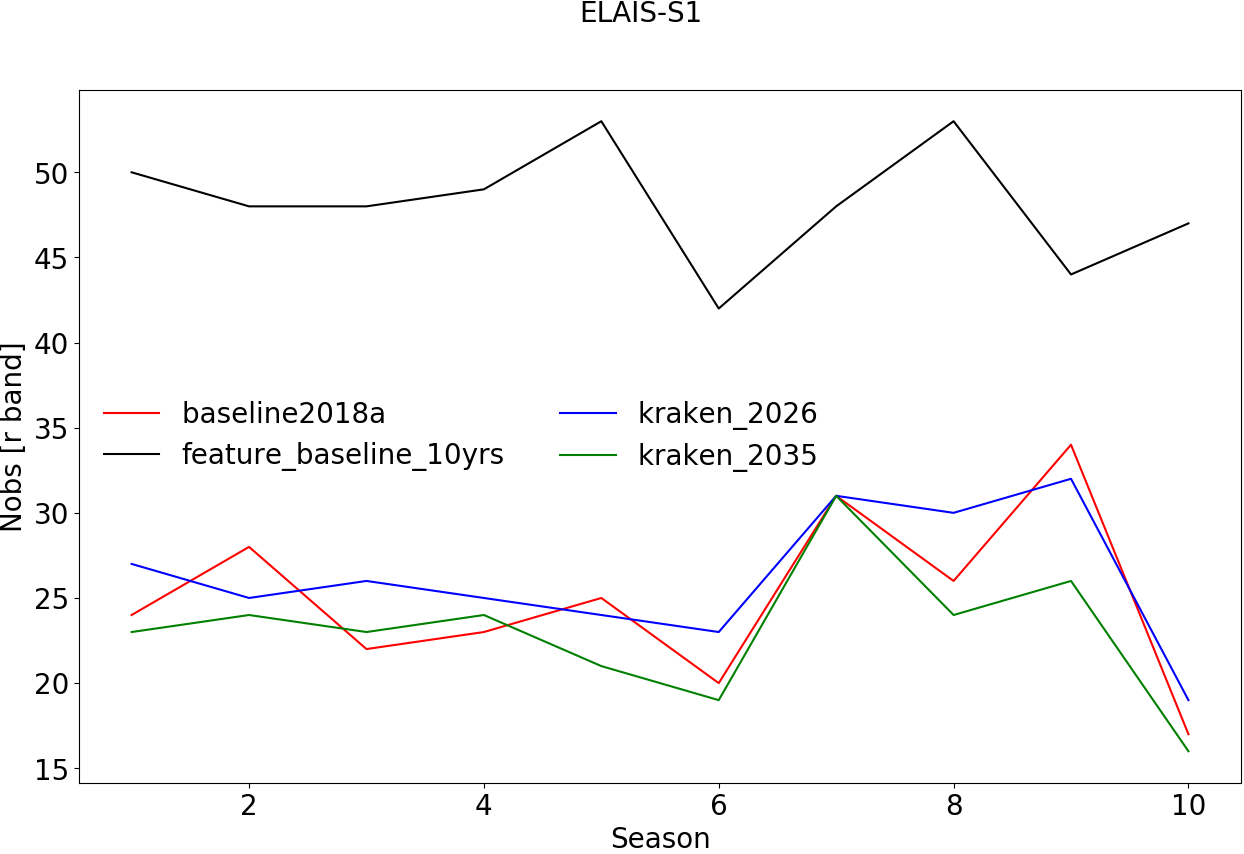 ELAIS-S1
50
45
40
35
30
25
20
15
Nobs [r band]
baseline2018a
feature_baseline_10yrs
kraken_2026
kraken_2035
2 4 6 8 10
Season